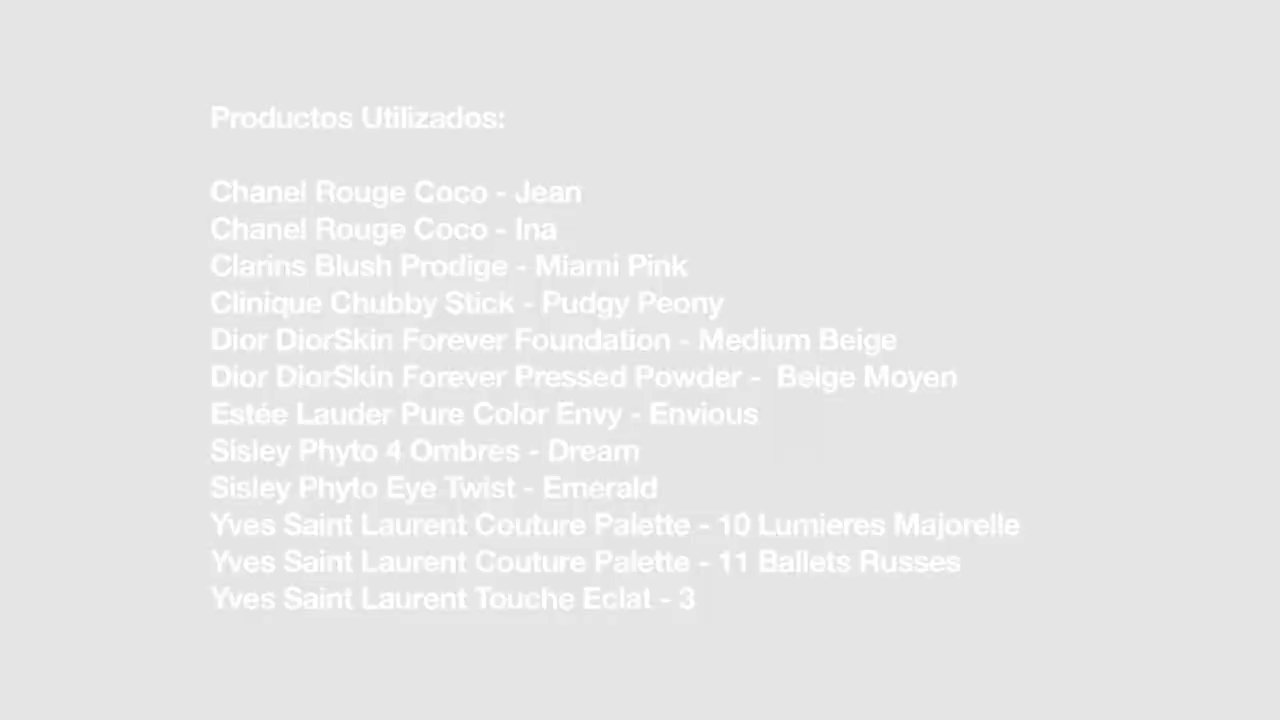 Productos Utilizados:
Chanel Rouge Coco - Jean
Chanel Rouge Coco - Ina
Clarins Blush Prodige - Miami Pink
Clinique Chubby Stick - Pudgy Peony
Dior DiorSkin Forever Foundation - Medium Beige
Dior DiorSkin Forever Pressed Powder -  Beige Moyen
Estée Lauder Pure Color Envy - Envious
Sisley Phyto 4 Ombres - Dream
Sisley Phyto Eye Twist - Emerald
Yves Saint Laurent Couture Palette - 10 Lumieres Majorelle
Yves Saint Laurent Couture Palette - 11 Ballets Russes
Yves Saint Laurent Touche Eclat - 3